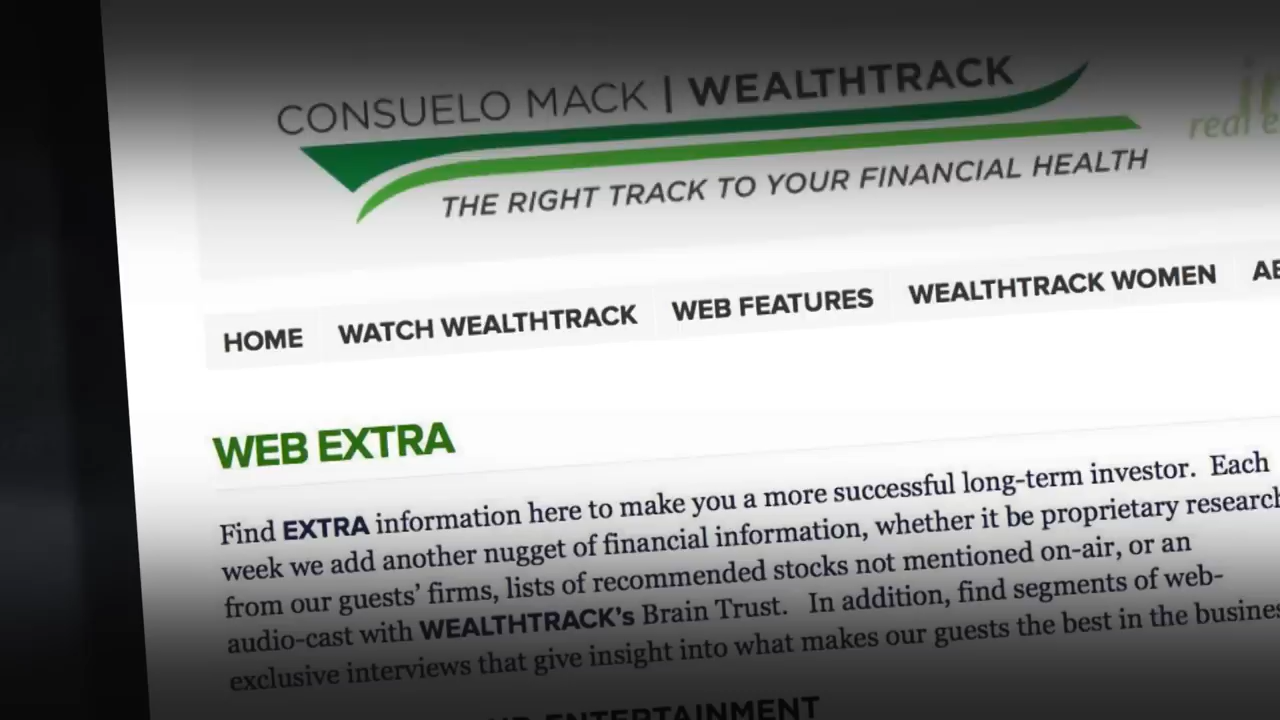 CONSUELO MACK | WEALTHTRACK
THE RIGHT TRACK TO YOUR FINANCIAL HEALTH
real
HOME WATCH WEALTHTRACK WEB FEATURES WEALTHTRACK WOMEN
WEB EXTRA
Find EXTRA information here to make you a more successful long-term investor. Each
week we add another nugget of financial information, whether it be proprietary research
from our guests' firms, lists of recommended stocks not mentioned on-air, or an
audio-cast with WEALTHTRACK's Brain Trust. In addition, find segments of web-
exclusive interviews that give insight into what makes our guests the best in the
ENTERTAINMENT